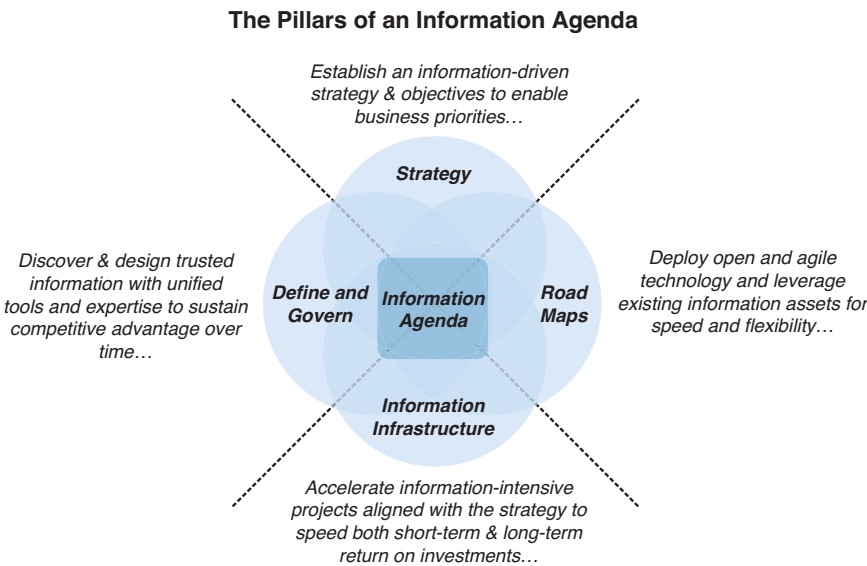 The Pillars of an Information Agenda
Establish an information-driven
strategy & objectives to enable
business priorities…
Strategy
Discover & design trusted
information with unified
tools and expertise to sustain
competitive advantage over
time…
Define and
Govern
Information
Agenda
Road
Maps
Deploy open and agile
technology and leverage
existing information assets for
speed and flexibility…
Information
Infrastructure
Accelerate information-intensive
projects aligned with the strategy to
speed both short-term & long-term
return on investments…